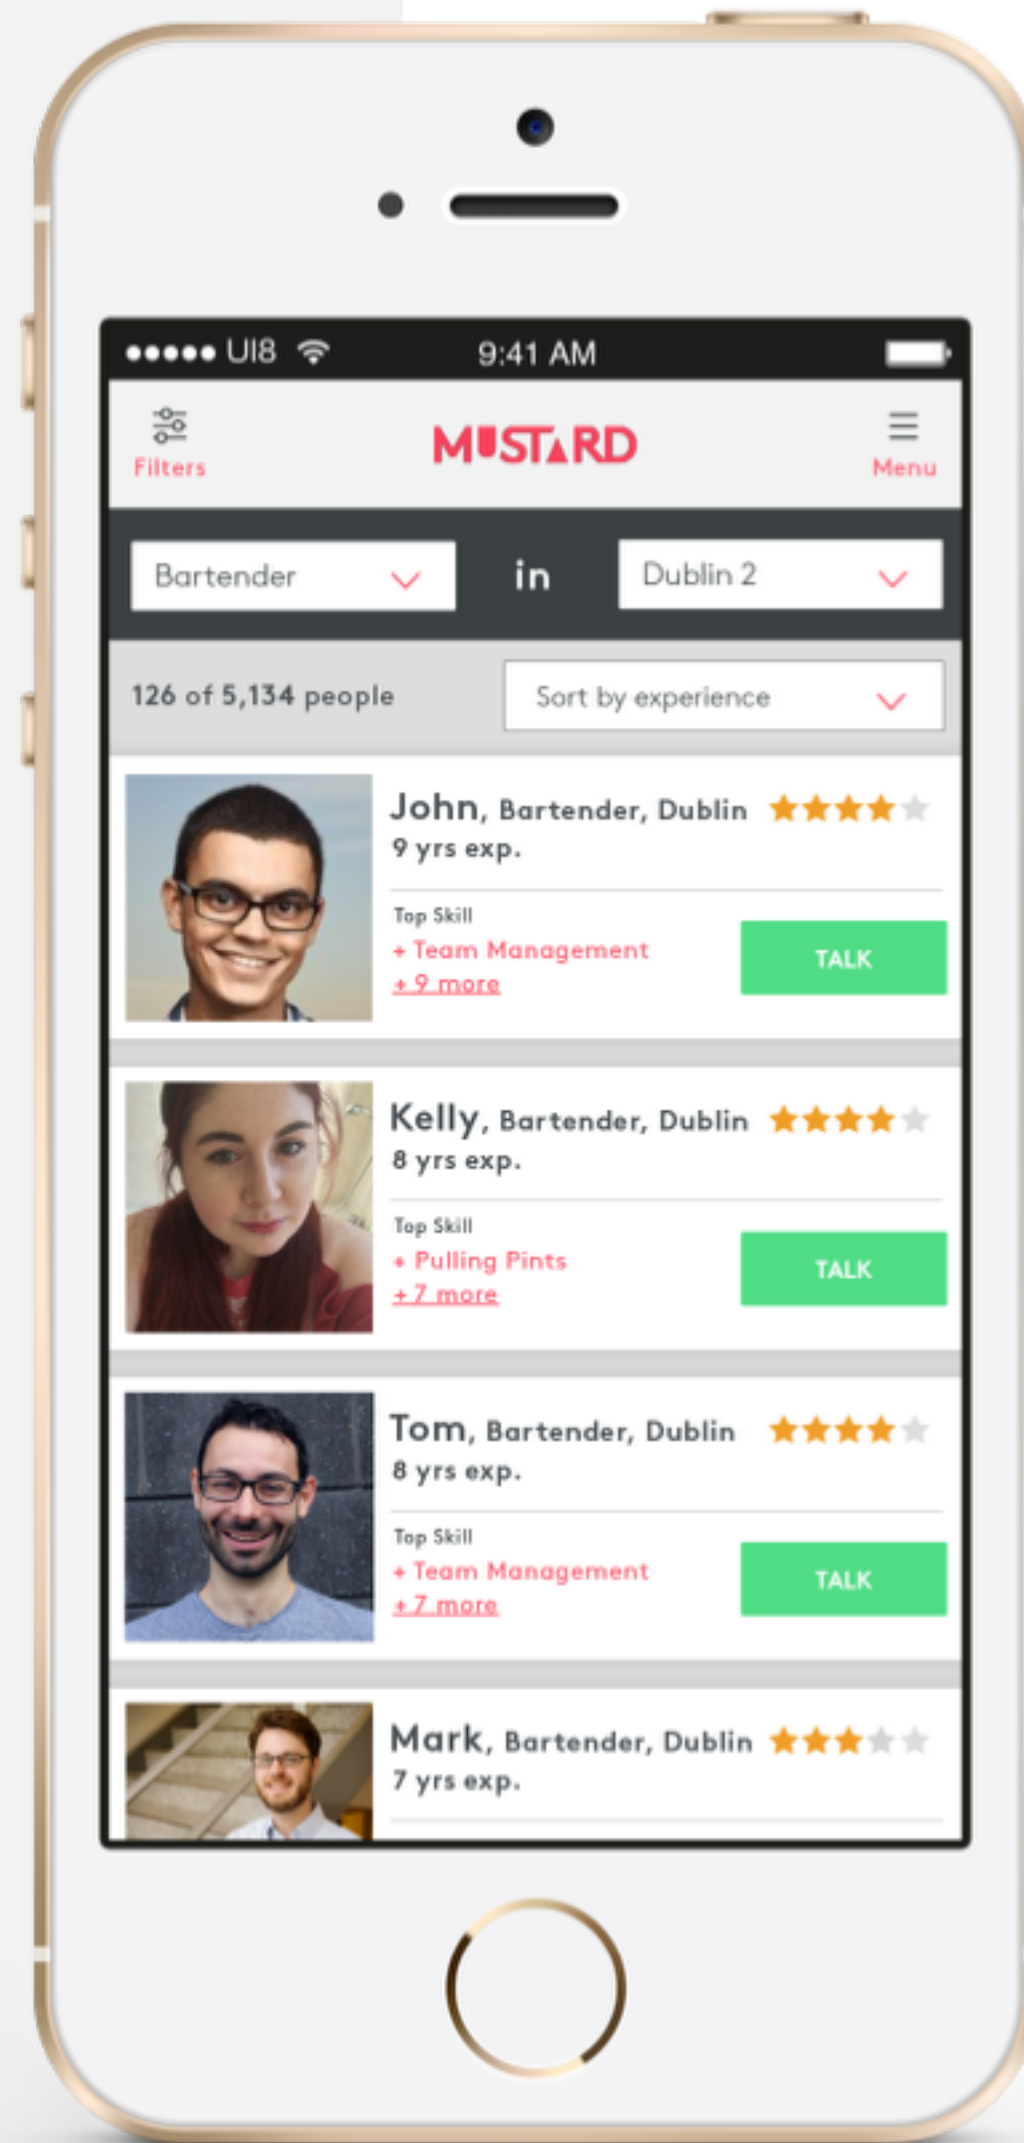 UI8 9:41 AM
Filters MUSTARD Menu
Bartender in Dublin 2
126 of 5,134 people Sort by experience
John, Bartender, Dublin
9 yrs exp.
Top Skill
+ Team Management
+ 9 more
TALK
Kelly, Bartender, Dublin
8 yrs exp.
Top Skill
+ Pulling Pints
+ 7 more
TALK
Tom, Bartender, Dublin
8 yrs exp.
Top Skill
+ Team Management
+ 7 more
TALK
Mark, Bartender, Dublin
7 yrs exp.